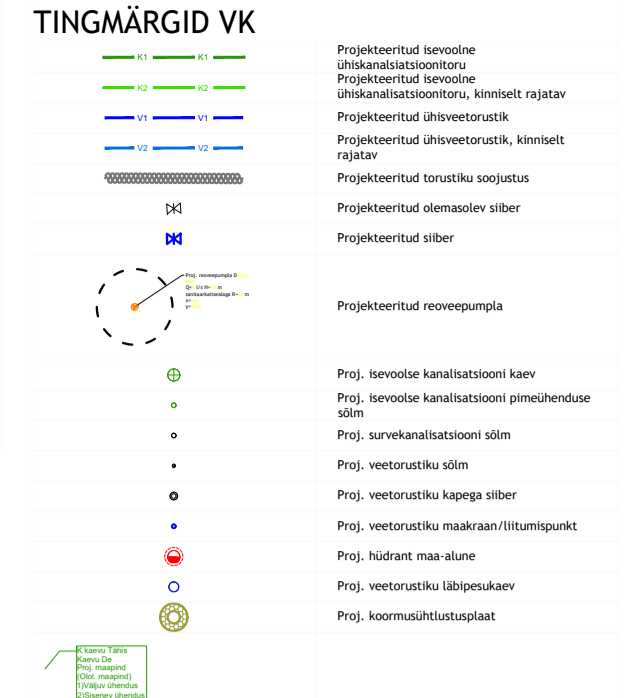 TINGMÄRGID VK
K1 K1
Projekteeritud isevoolne
ühiskanalsiatsioonitoru
K2 K2
Projekteeritud isevoolne
ühiskanalisatsioonitoru, kinniselt rajatav
V1 V1
Projekteeritud ühisveetorustik
V2 V2
Projekteeritud ühisveetorustik, kinniselt
rajatav
Projekteeritud torustiku soojustus
Projekteeritud olemasolev siiber
Projekteeritud siiber
Proj. reoveepumpla D
Q= l/s H= m
sanitaarkaitsealaga R= m
x=
y=
Projekteeritud reoveepumpla
Proj. isevoolse kanalisatsiooni kaev
Proj. isevoolse kanalisatsiooni pimeühenduse
sõlm
Proj. survekanalisatsiooni sõlm
Proj. veetorustiku sõlm
Proj. veetorustiku kapega siiber
Proj. veetorustiku maakraan/liitumispunkt
Proj. hüdrant maa-alune
Proj. veetorustiku läbipesukaev
Proj. koormusühtlustusplaat
K kaevu Tähis
Kaevu De
Proj. maapind
(Olol. maapind)
1)Väljuv ühendus
2)Sisenev ühendus